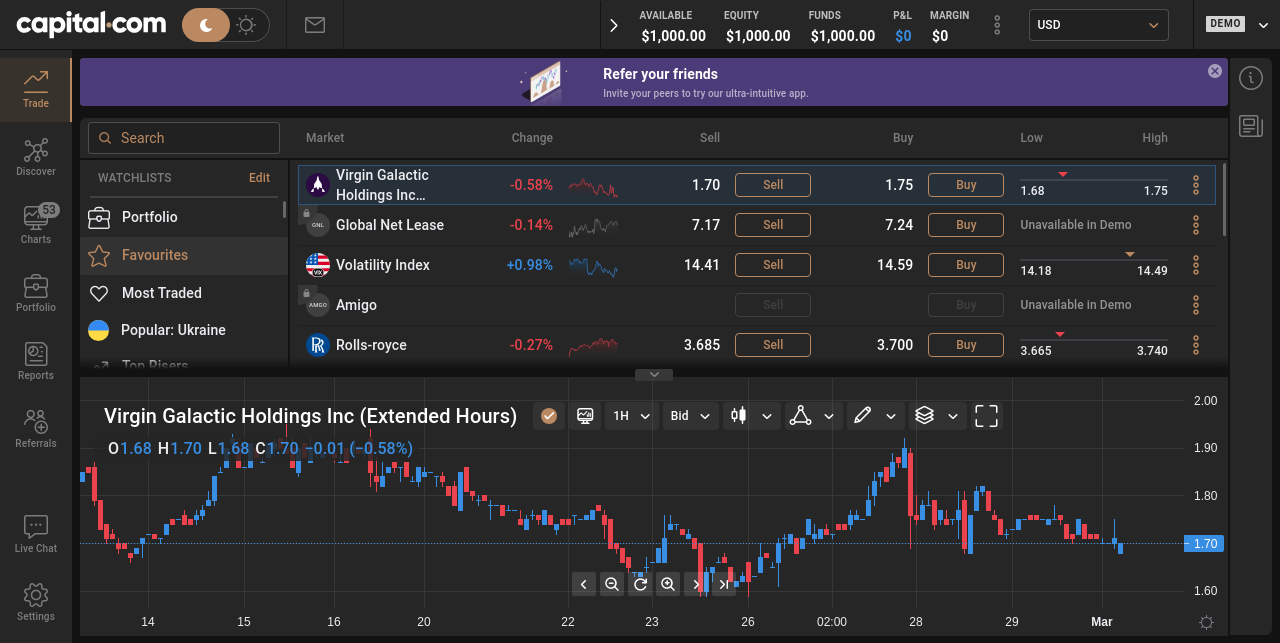 capital.com
AVAILABLE EQUITY FUNDS P&L MARGIN
$1,000.00 $1,000.00 $1,000.00 $0 $0
USD
DEMO
Refer your friends
Invite your peers to try our ultra-intuitive app.
Trade
Discover
53
Charts
Portfolio
Reports
Referrals
Live Chat
Settings
Search
WATCHLISTS Edit
Portfolio
Favourites
Most Traded
Popular: Ukraine
Top Risers
Market Change Sell Buy Low High
Virgin Galactic
Holdings Inc... -0.58% 1.70 Sell 1.75 Buy 1.68 1.75
GNL Global Net Lease -0.14% 7.17 Sell 7.24 Buy Unavailable in Demo
VIX Volatility Index +0.98% 14.41 Sell 14.59 Buy 14.18 14.49
AMGO Amigo Sell Buy Unavailable in Demo
Rolls-royce -0.27% 3.685 Sell 3.700 Buy 3.665 3.740
Virgin Galactic Holdings Inc (Extended Hours) 1H Bid
O1.68 H1.70 L1.68 C1.70 −0.01 (−0.58%)
2.00
1.90
1.80
1.70
1.60
14 15 16 20 22 23 26 02:00 28 29 Mar